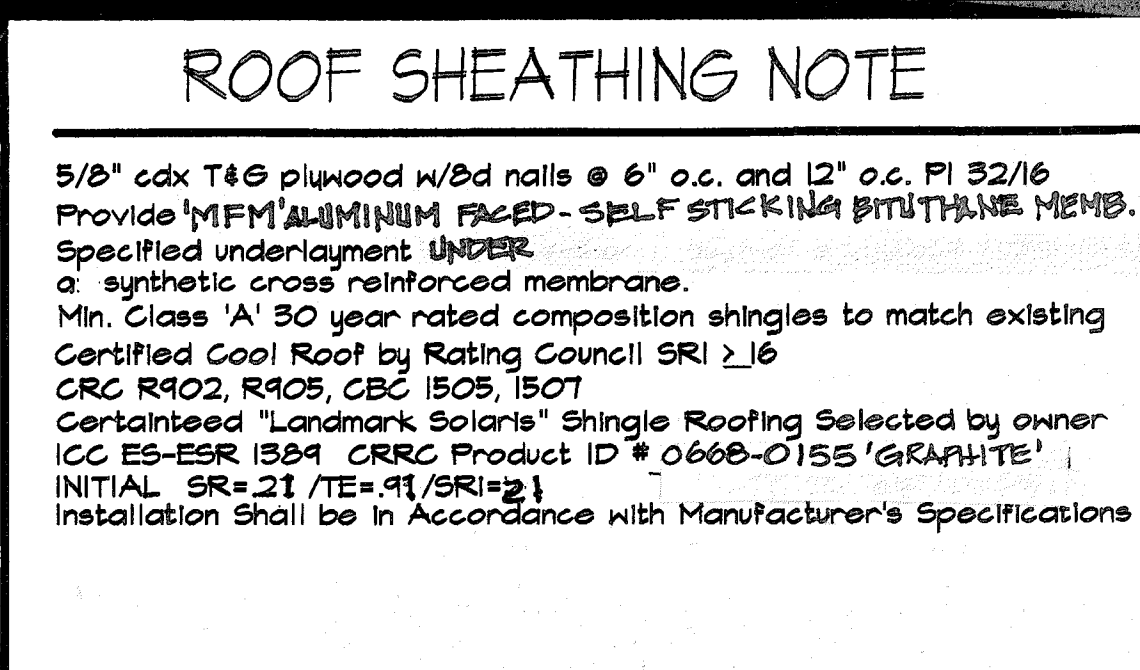 ROOF SHEATHING NOTE
5/8" cdx T&G plywood w/8d nails @ 6" o.c. and 12" o.c. PI 32/16
Provide 'MFM' ALUMINUM FACED - SELF STICKING BITUTHANE MEMB.
Specified underlayment UNDER
a: synthetic cross reinforced membrane.
Min. Class 'A' 30 year rated composition shingles to match existing
Certified Cool Roof by Rating Council SRI ≥ 16
CRC R902, R905, CBC 1505, 1507
Certainteed "Landmark Solaris" Shingle Roofing Selected by owner
ICC ES-ESR 1389 CRRC Product ID # 0668-0155 'GRAPHITE'
INITIAL SR=.21 /TE=.91/SRI=21
Installation Shall be in Accordance with Manufacturer's Specifications